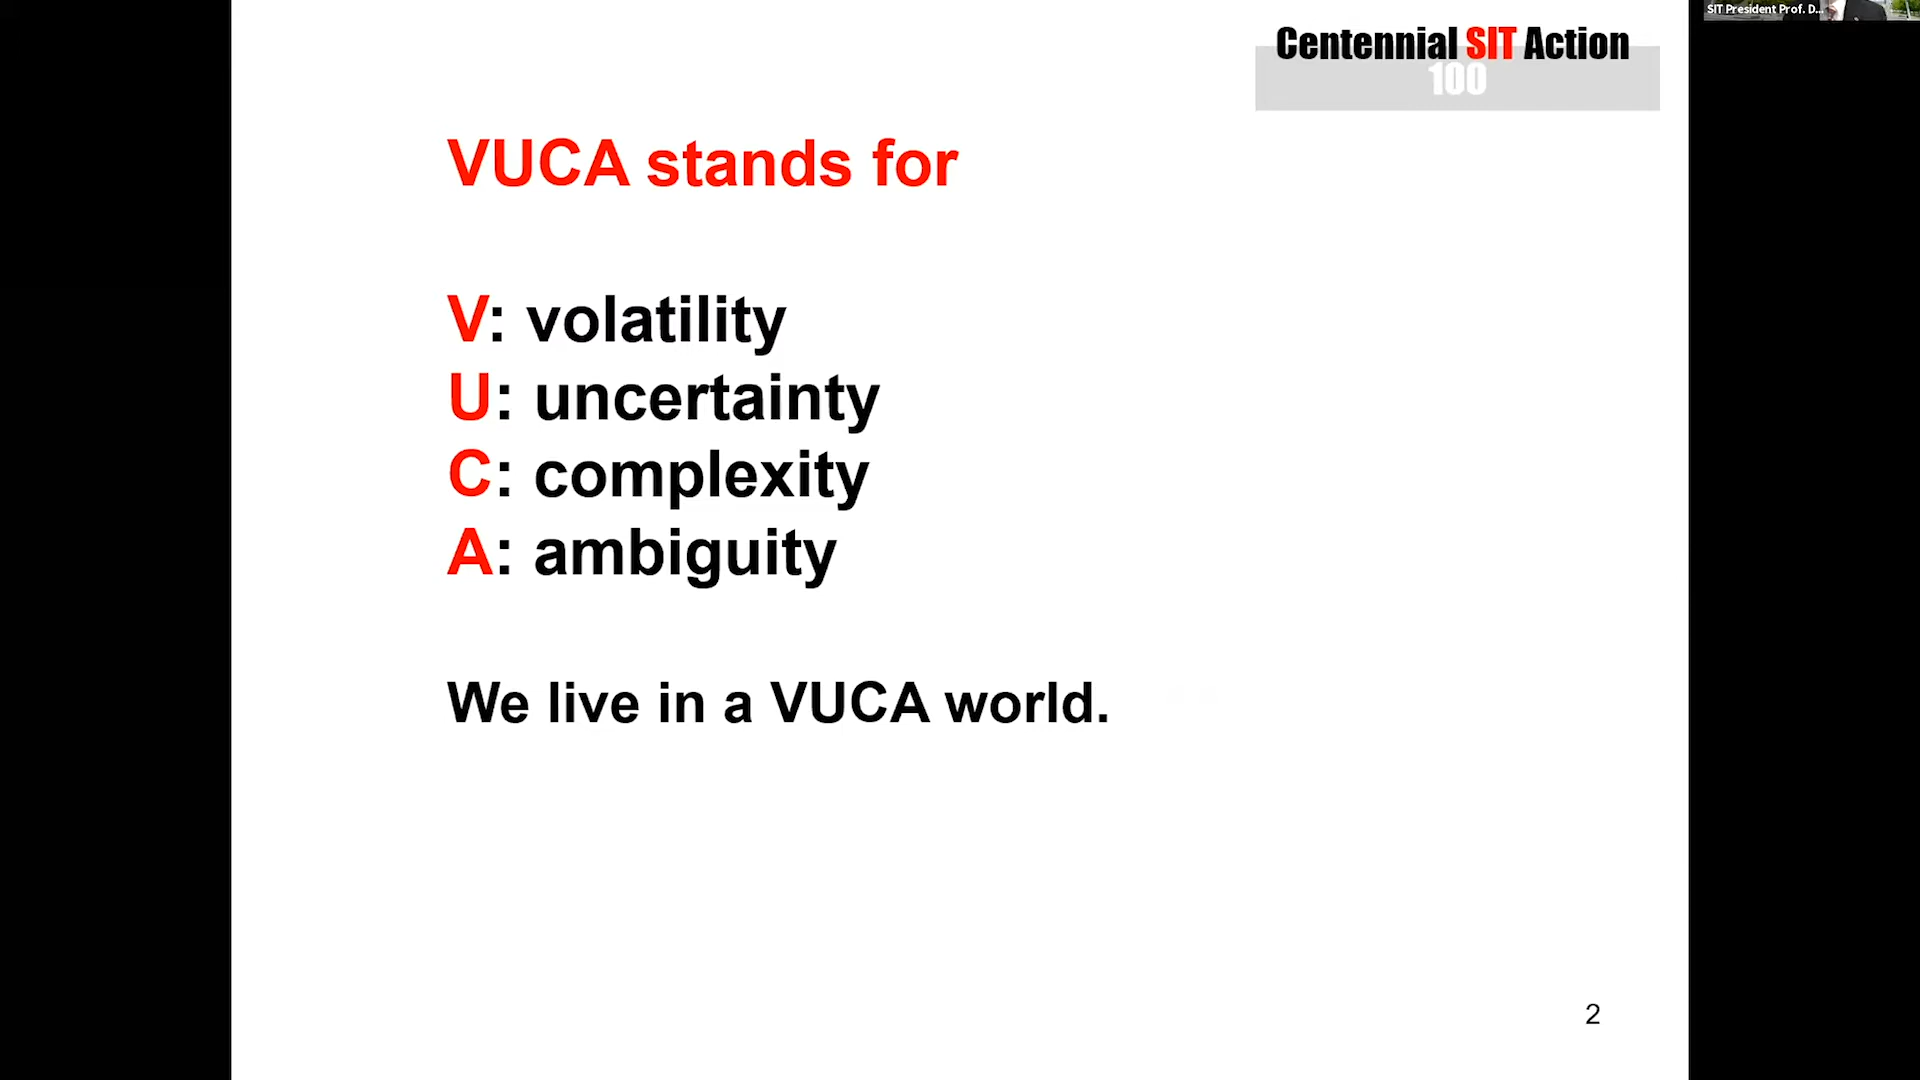 SIT President Prof. D...
Centennial SIT Action
100
VUCA stands for
V: volatility
U: uncertainty
C: complexity
A: ambiguity
We live in a VUCA world.
2